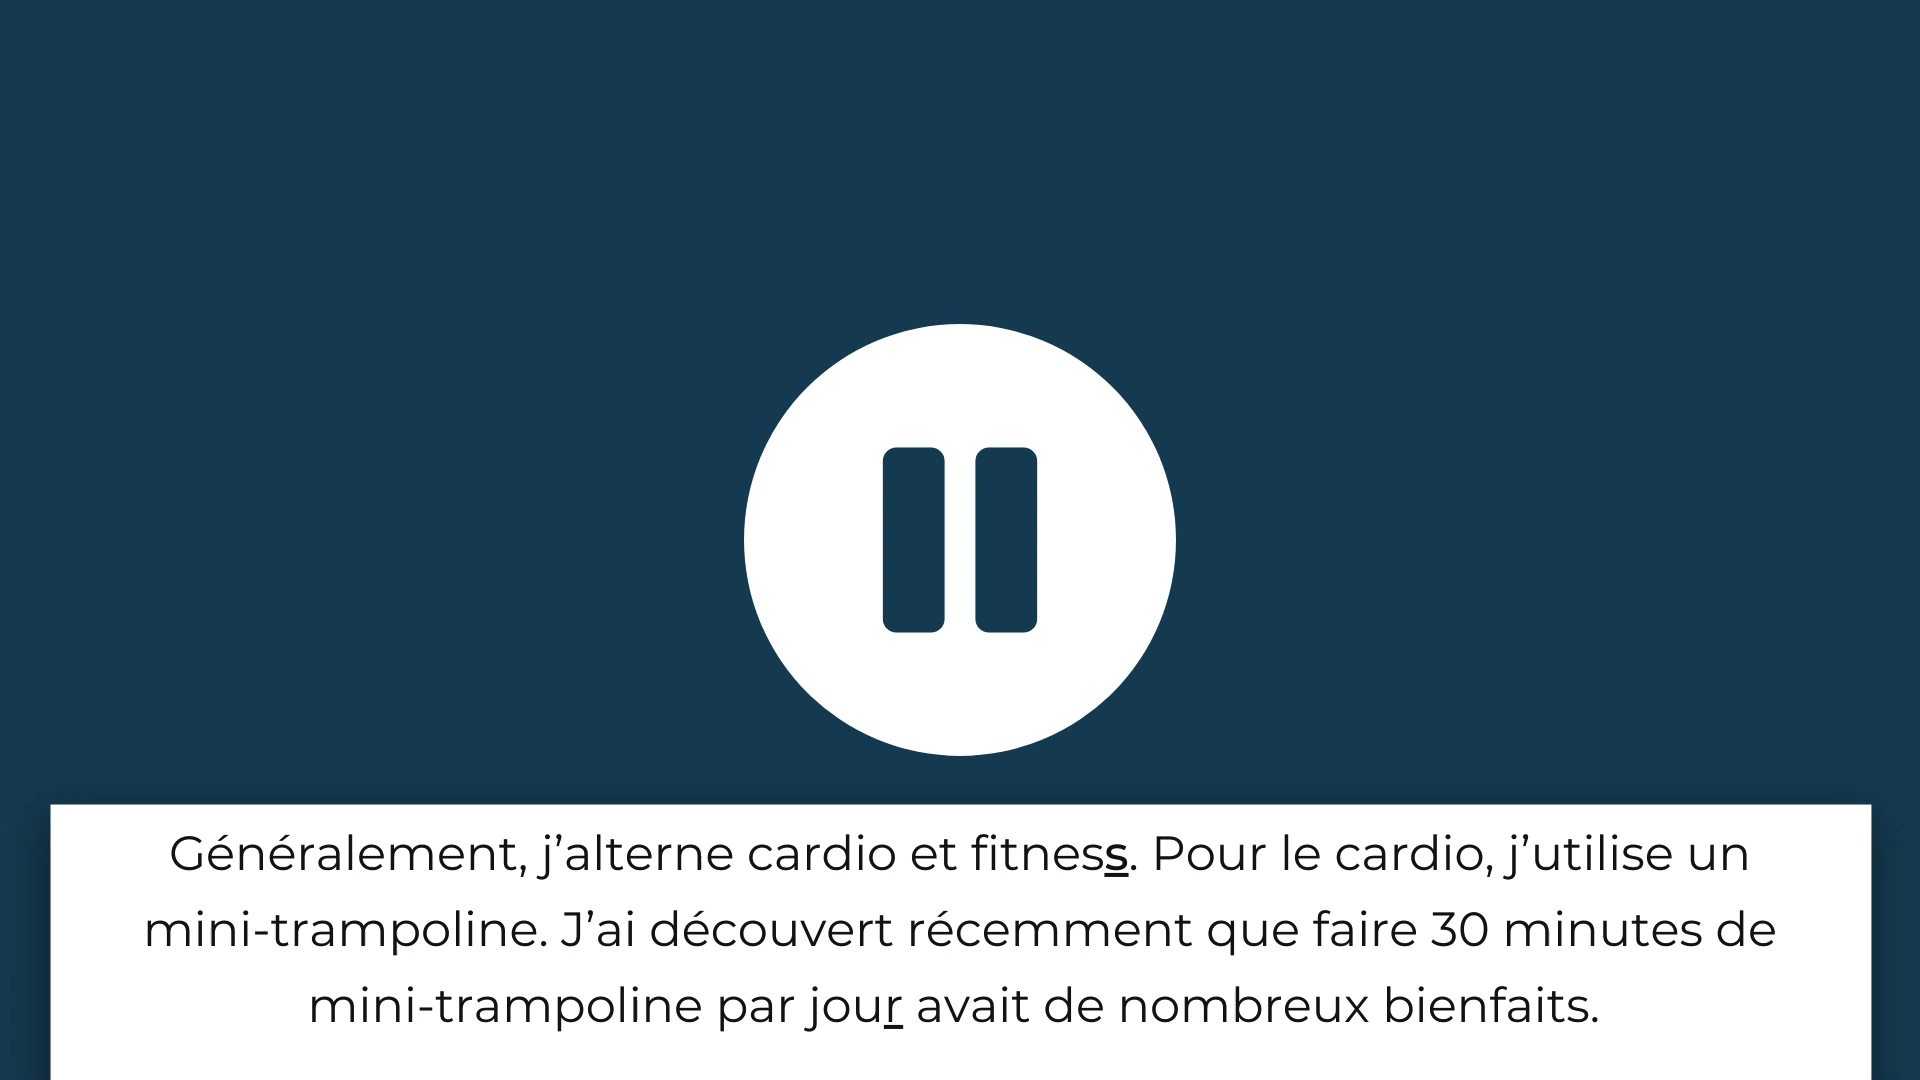 Généralement, j’alterne cardio et fitness. Pour le cardio, j’utilise un
mini-trampoline. J’ai découvert récemment que faire 30 minutes de
mini-trampoline par jour avait de nombreux bienfaits.